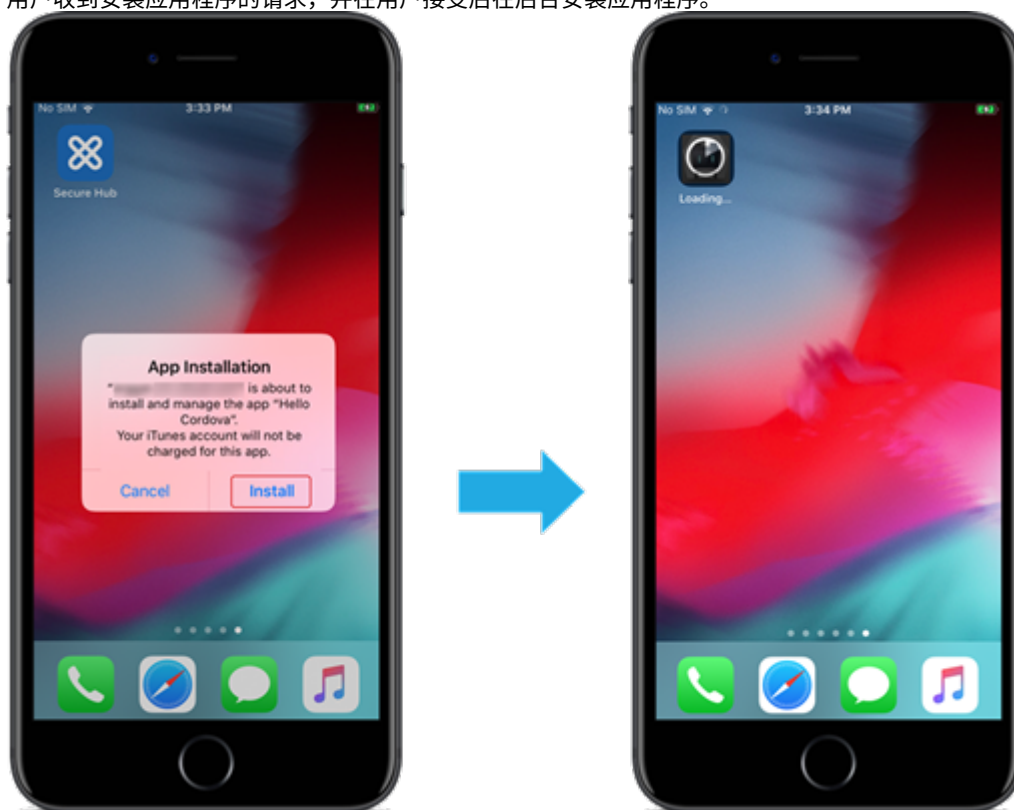 用户收到安装应用程序的请求，并在用户接受后在后台安装应用程序。
No SIM 3:33 PM
Secure Hub
App Installation
" is about to
install and manage the app "Hello
Cordova".
Your iTunes account will not be
charged for this app.
Cancel Install
No SIM 3:34 PM
Loading...